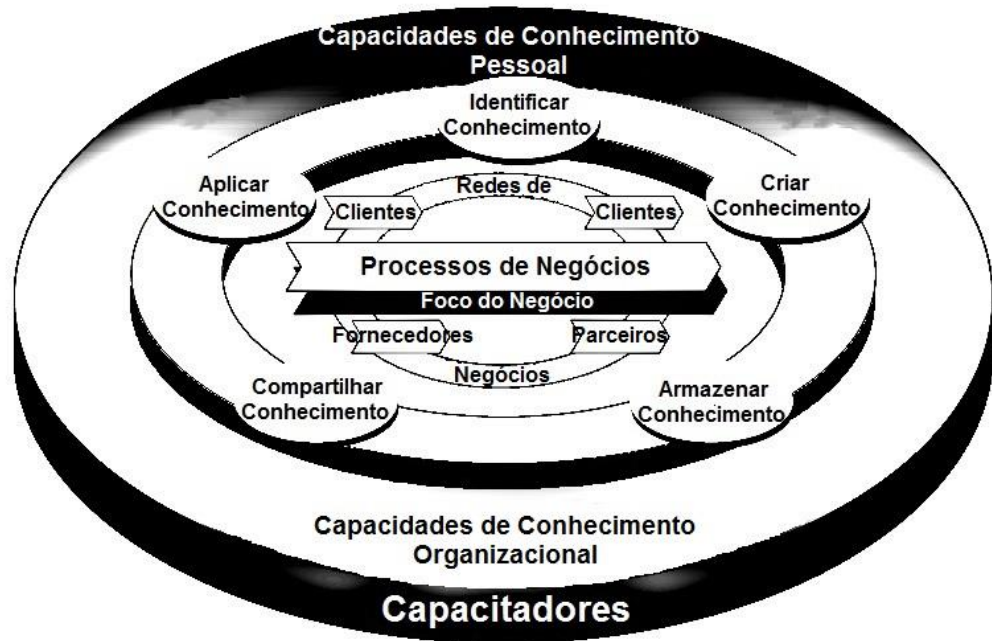 Capacidades de Conhecimento
Pessoal
Identificar
Conhecimento
Aplicar
Conhecimento
Criar
Conhecimento
Redes de
Clientes
Clientes
Processos de Negócios
Foco do Negócio
Fornecedores
Parceiros
Negócios
Compartilhar
Conhecimento
Armazenar
Conhecimento
Capacidades de Conhecimento
Organizacional
Capacitadores